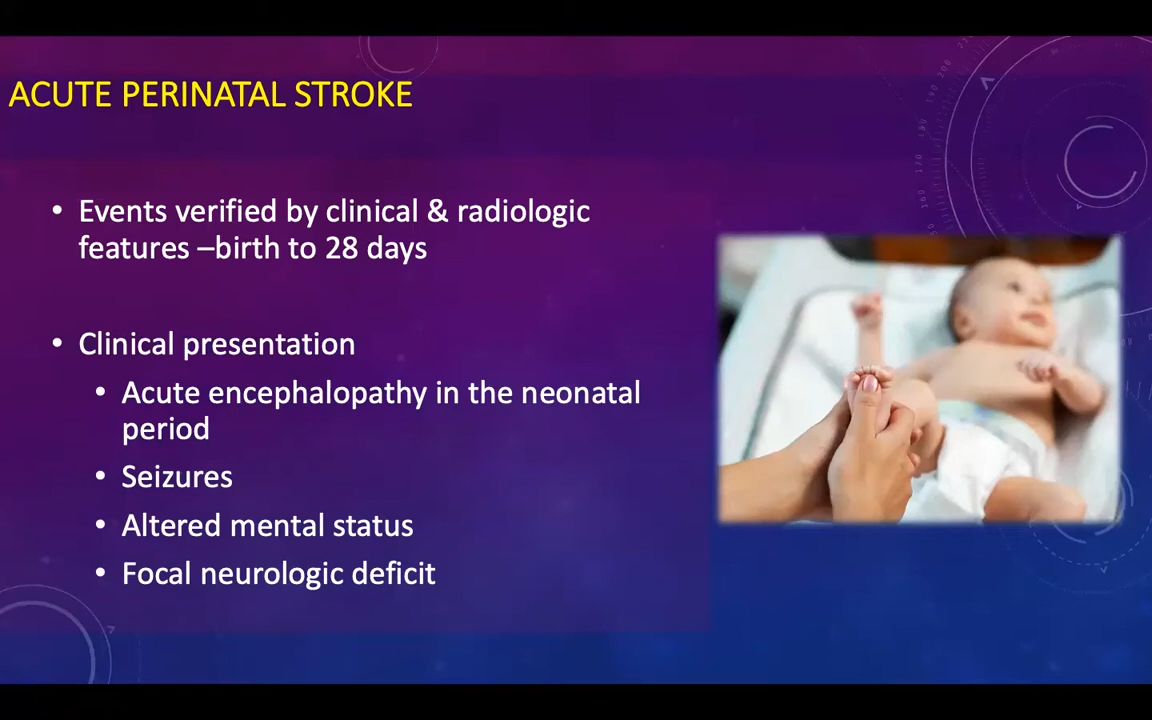 ACUTE PERINATAL STROKE
• Events verified by clinical & radiologic
features –birth to 28 days
• Clinical presentation
• Acute encephalopathy in the neonatal
period
• Seizures
• Altered mental status
• Focal neurologic deficit